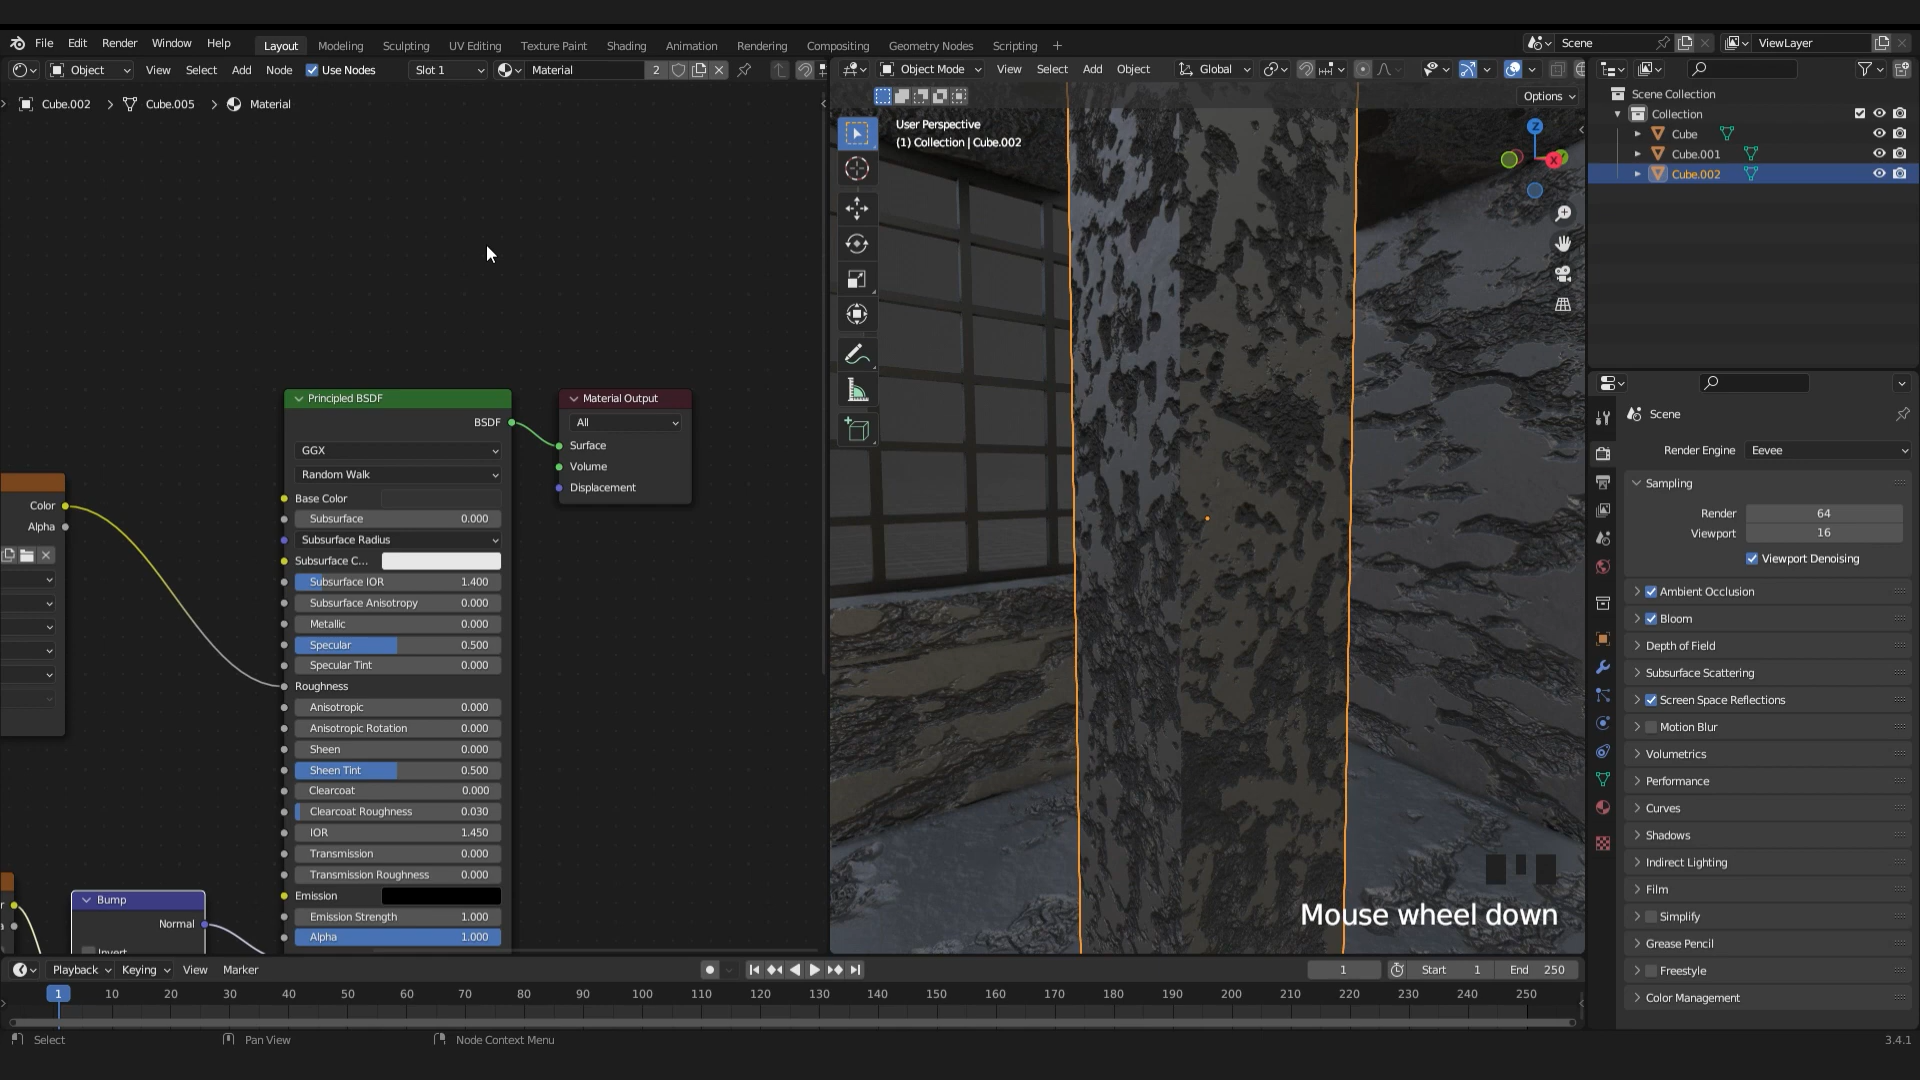 File Edit Render Window Help Layout Modeling Sculpting UV Editing Texture Paint Shading Animation Rendering Compositing Geometry Nodes Scripting + Scene ViewLayer
Object View Select Add Node Use Nodes Slot 1 Material 2 Object Mode View Select Add Object Global
Cube.002 > Cube.005 > Material
Options
User Perspective
(1) Collection | Cube.002
Z
X
Scene Collection
Collection
Cube
Cube.001
Cube.002
Principled BSDF
BSDF
GGX
Random Walk
Base Color
Subsurface 0.000
Subsurface Radius
Subsurface C...
Subsurface IOR 1.400
Subsurface Anisotropy 0.000
Metallic 0.000
Specular 0.500
Specular Tint 0.000
Roughness
Anisotropic 0.000
Anisotropic Rotation 0.000
Sheen 0.000
Sheen Tint 0.500
Clearcoat 0.000
Clearcoat Roughness 0.030
IOR 1.450
Transmission 0.000
Transmission Roughness 0.000
Emission
Emission Strength 1.000
Alpha 1.000
Material Output
All
Surface
Volume
Displacement
Color
Alpha
Bump
Normal
Mouse wheel down
Scene
Render Engine Eevee
Sampling
Render 64
Viewport 16
Viewport Denoising
Ambient Occlusion
Bloom
Depth of Field
Subsurface Scattering
Screen Space Reflections
Motion Blur
Volumetrics
Performance
Curves
Shadows
Indirect Lighting
Film
Simplify
Grease Pencil
Freestyle
Color Management
Playback Keying View Marker 1 Start 1 End 250
1 10 20 30 40 50 60 70 80 90 100 110 120 130 140 150 160 170 180 190 200 210 220 230 240 250
Select Pan View Node Context Menu 3.4.1